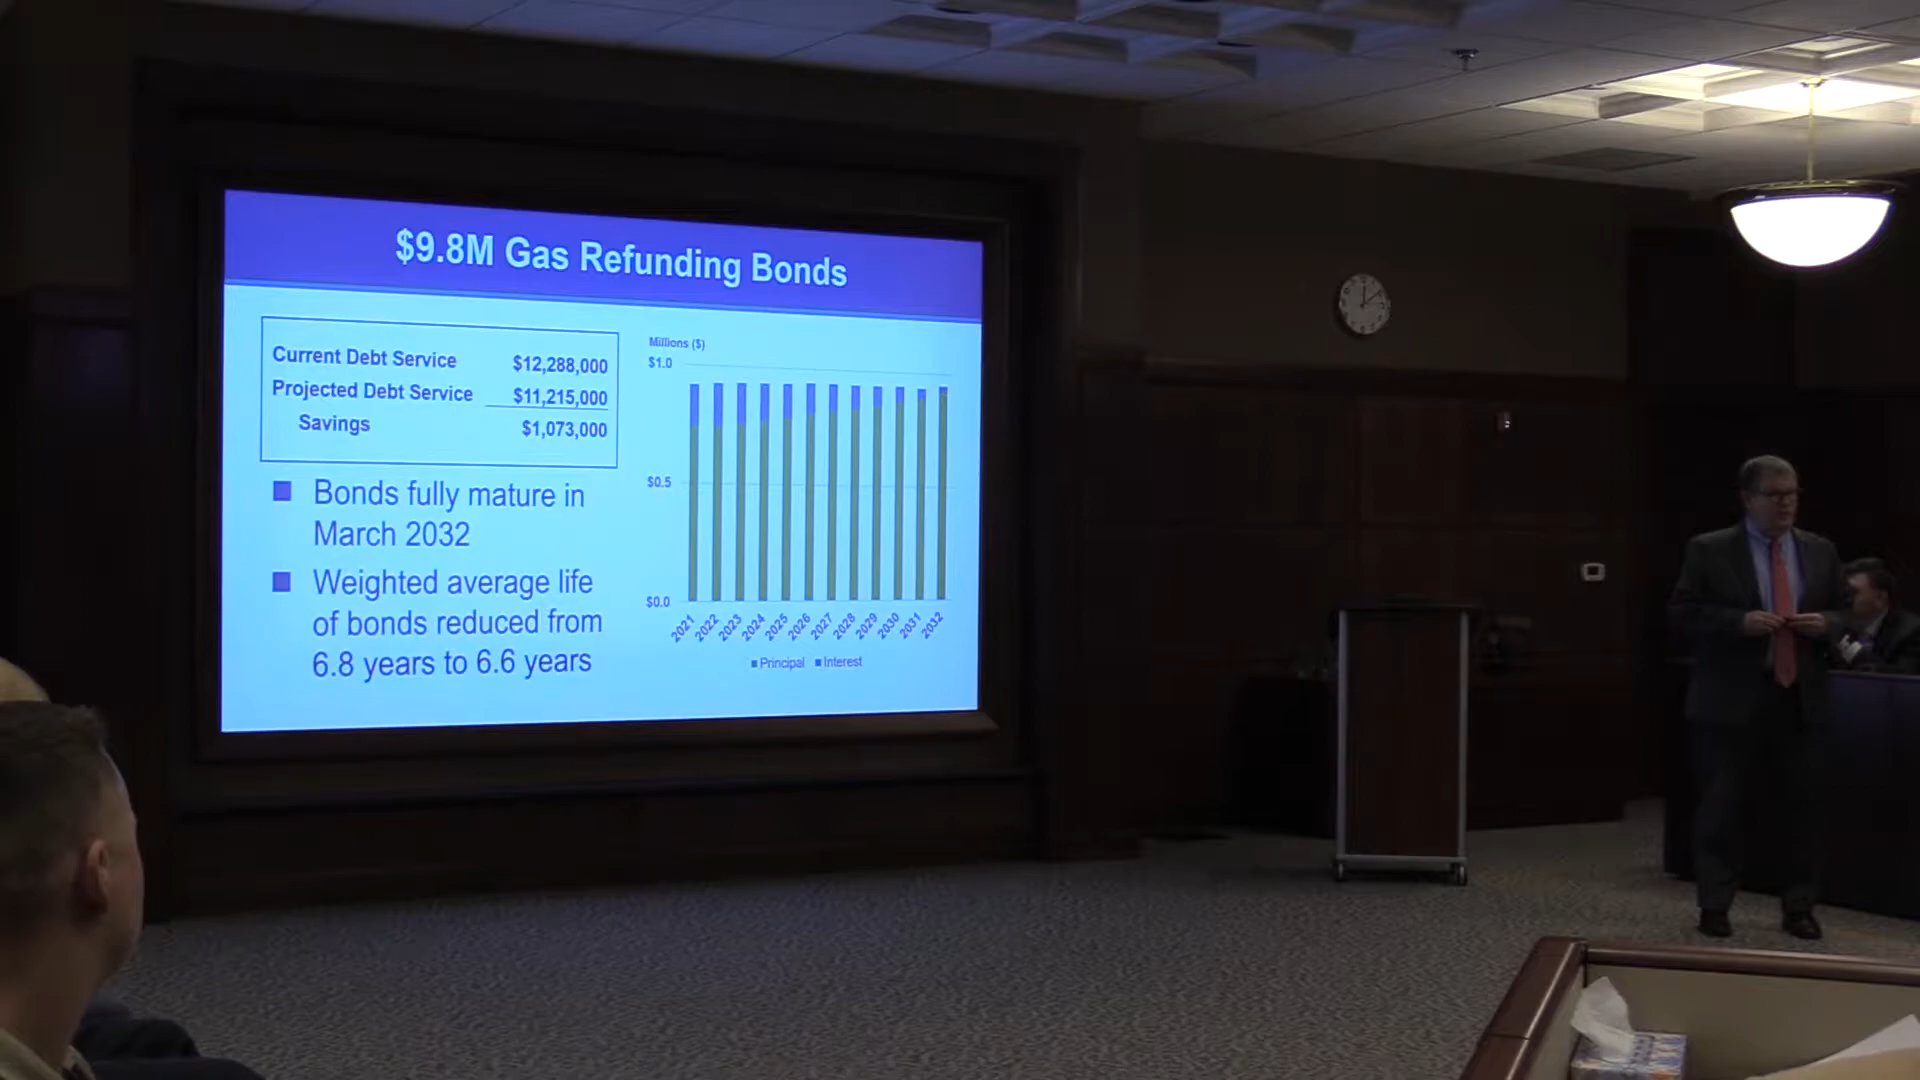 $9.8M Gas Refunding Bonds
Current Debt Service $12,288,000
Projected Debt Service $11,215,000
Savings $1,073,000
Bonds fully mature in
March 2032
Weighted average life
of bonds reduced from
6.8 years to 6.6 years
Millions ($)
$1.0
$0.5
$0.0
2021 2022 2023 2024 2025 2026 2027 2028 2029 2030 2031 2032
Principal Interest